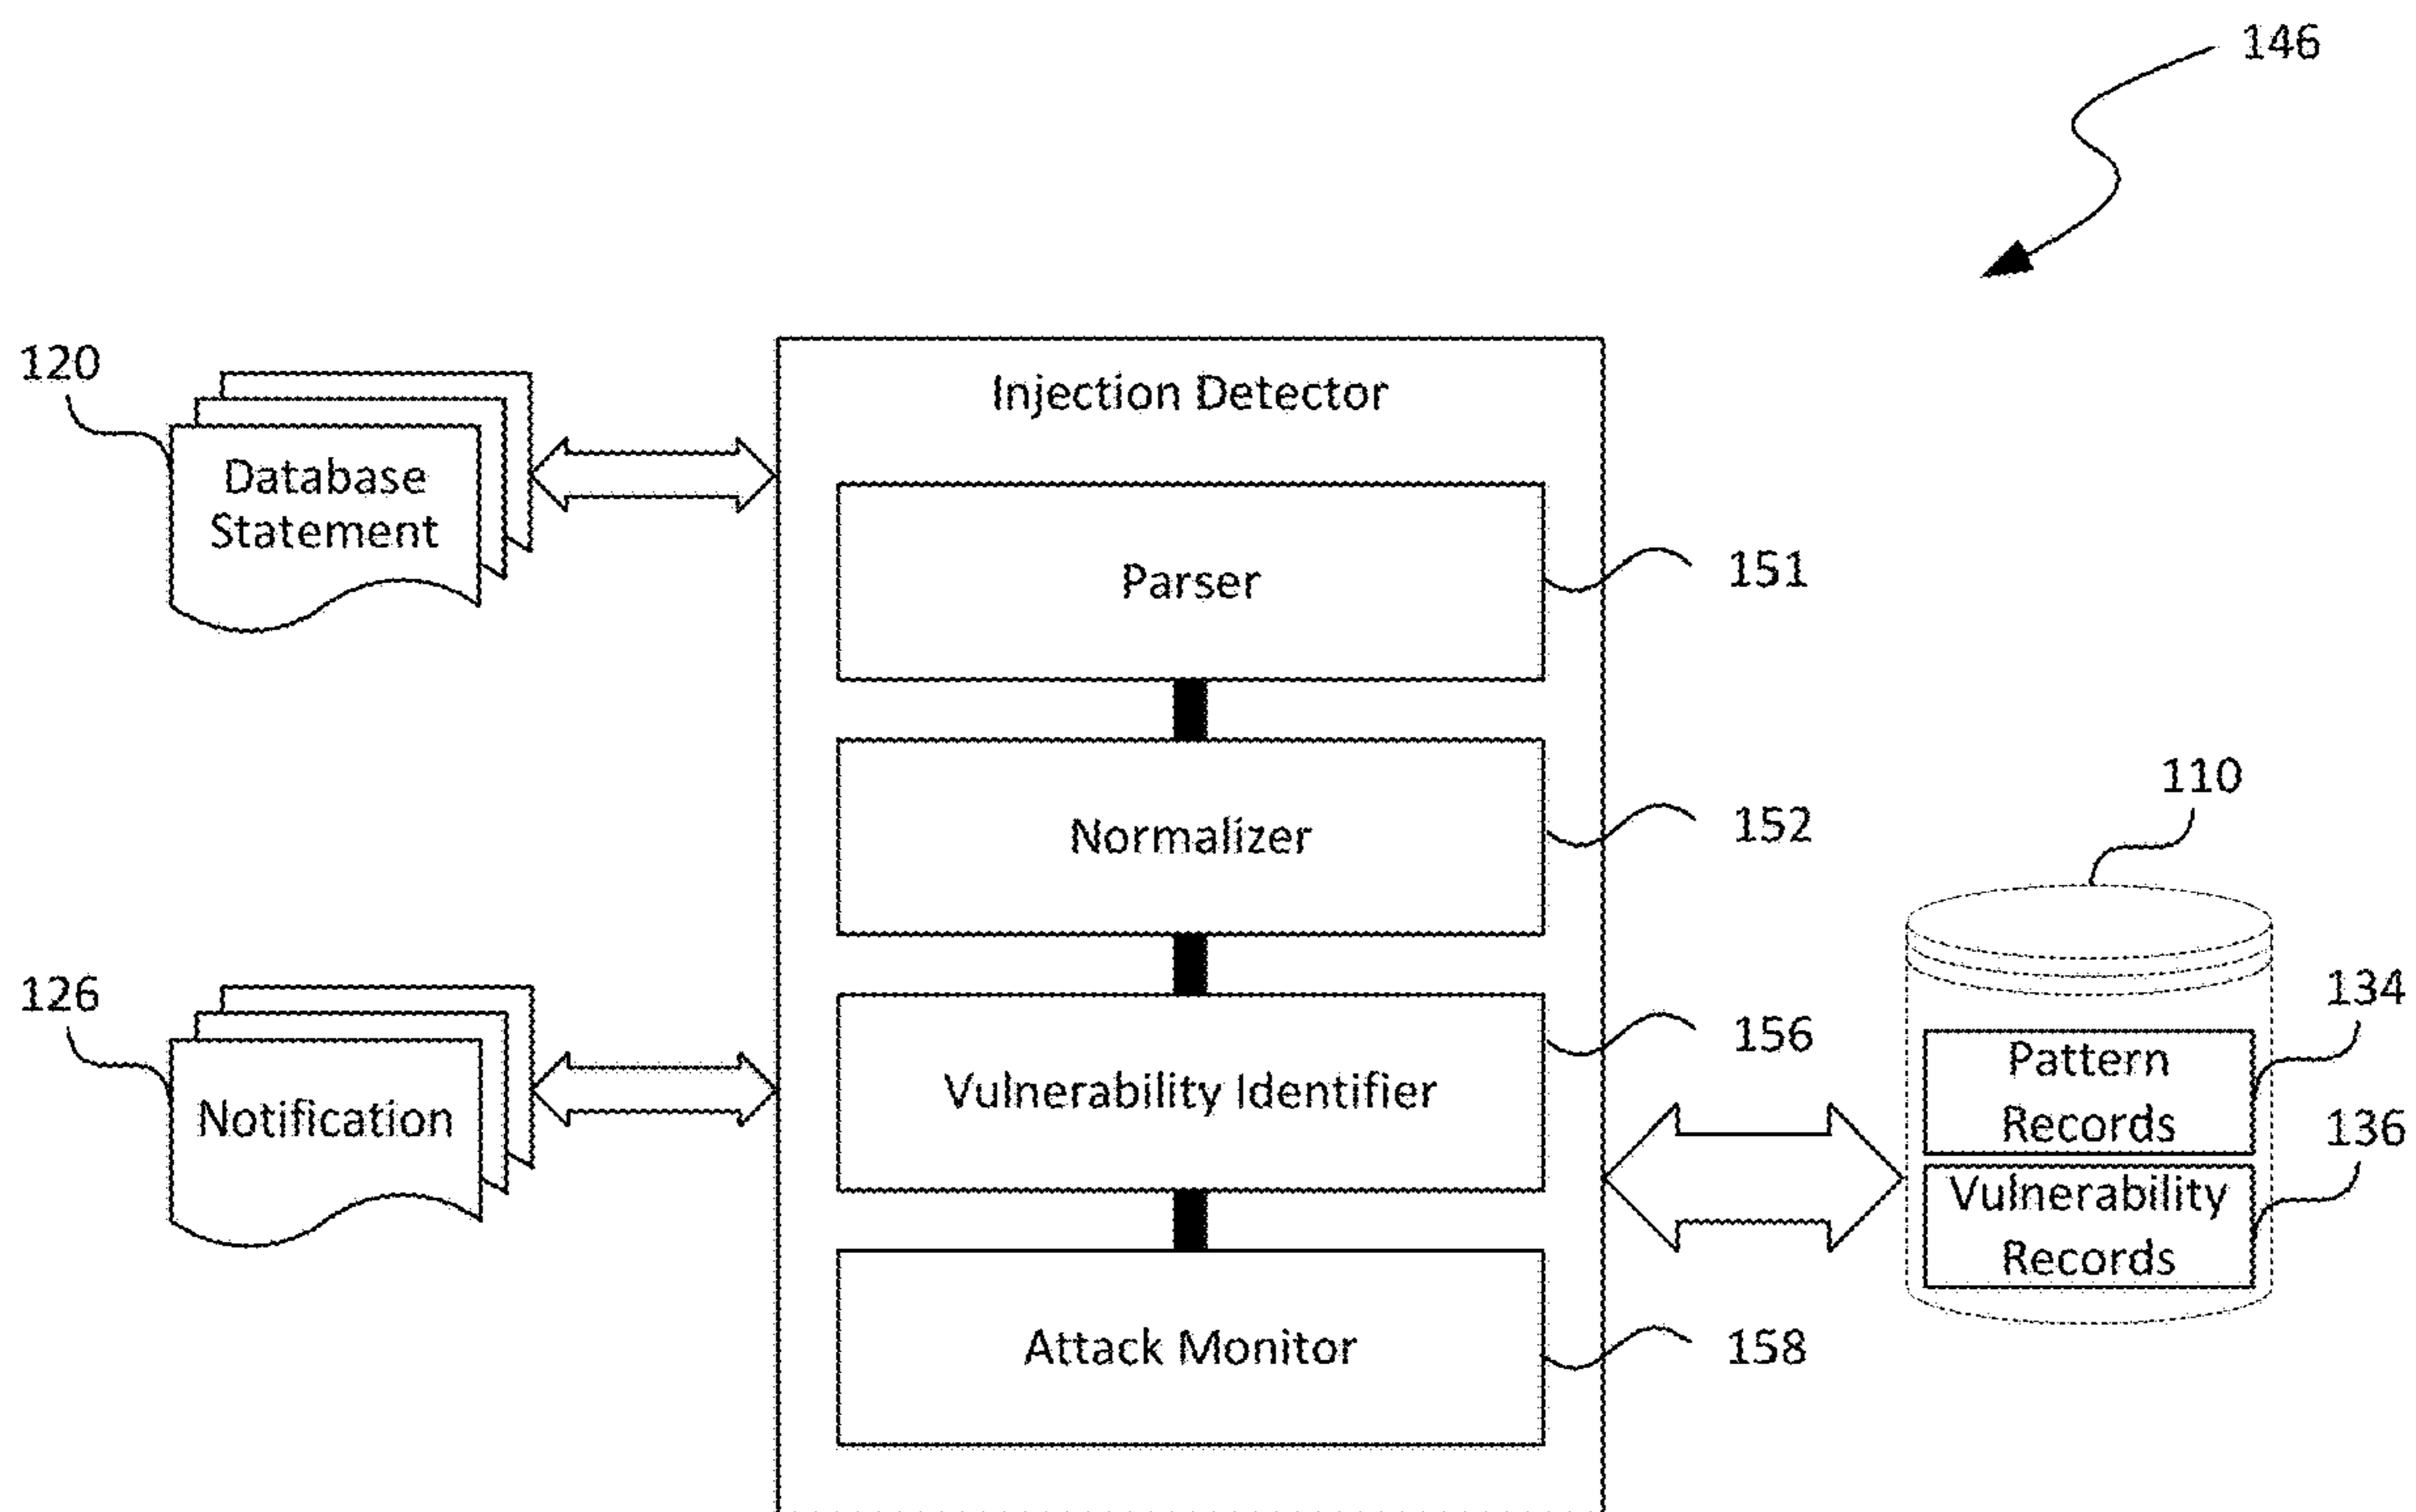 146
120
Database
Statement
Injection Detector
Parser
151
Normalizer
152
110
126
Notification
Vulnerability Identifier
156
134
Pattern
Records
136
Vulnerability
Records
Attack Monitor
158